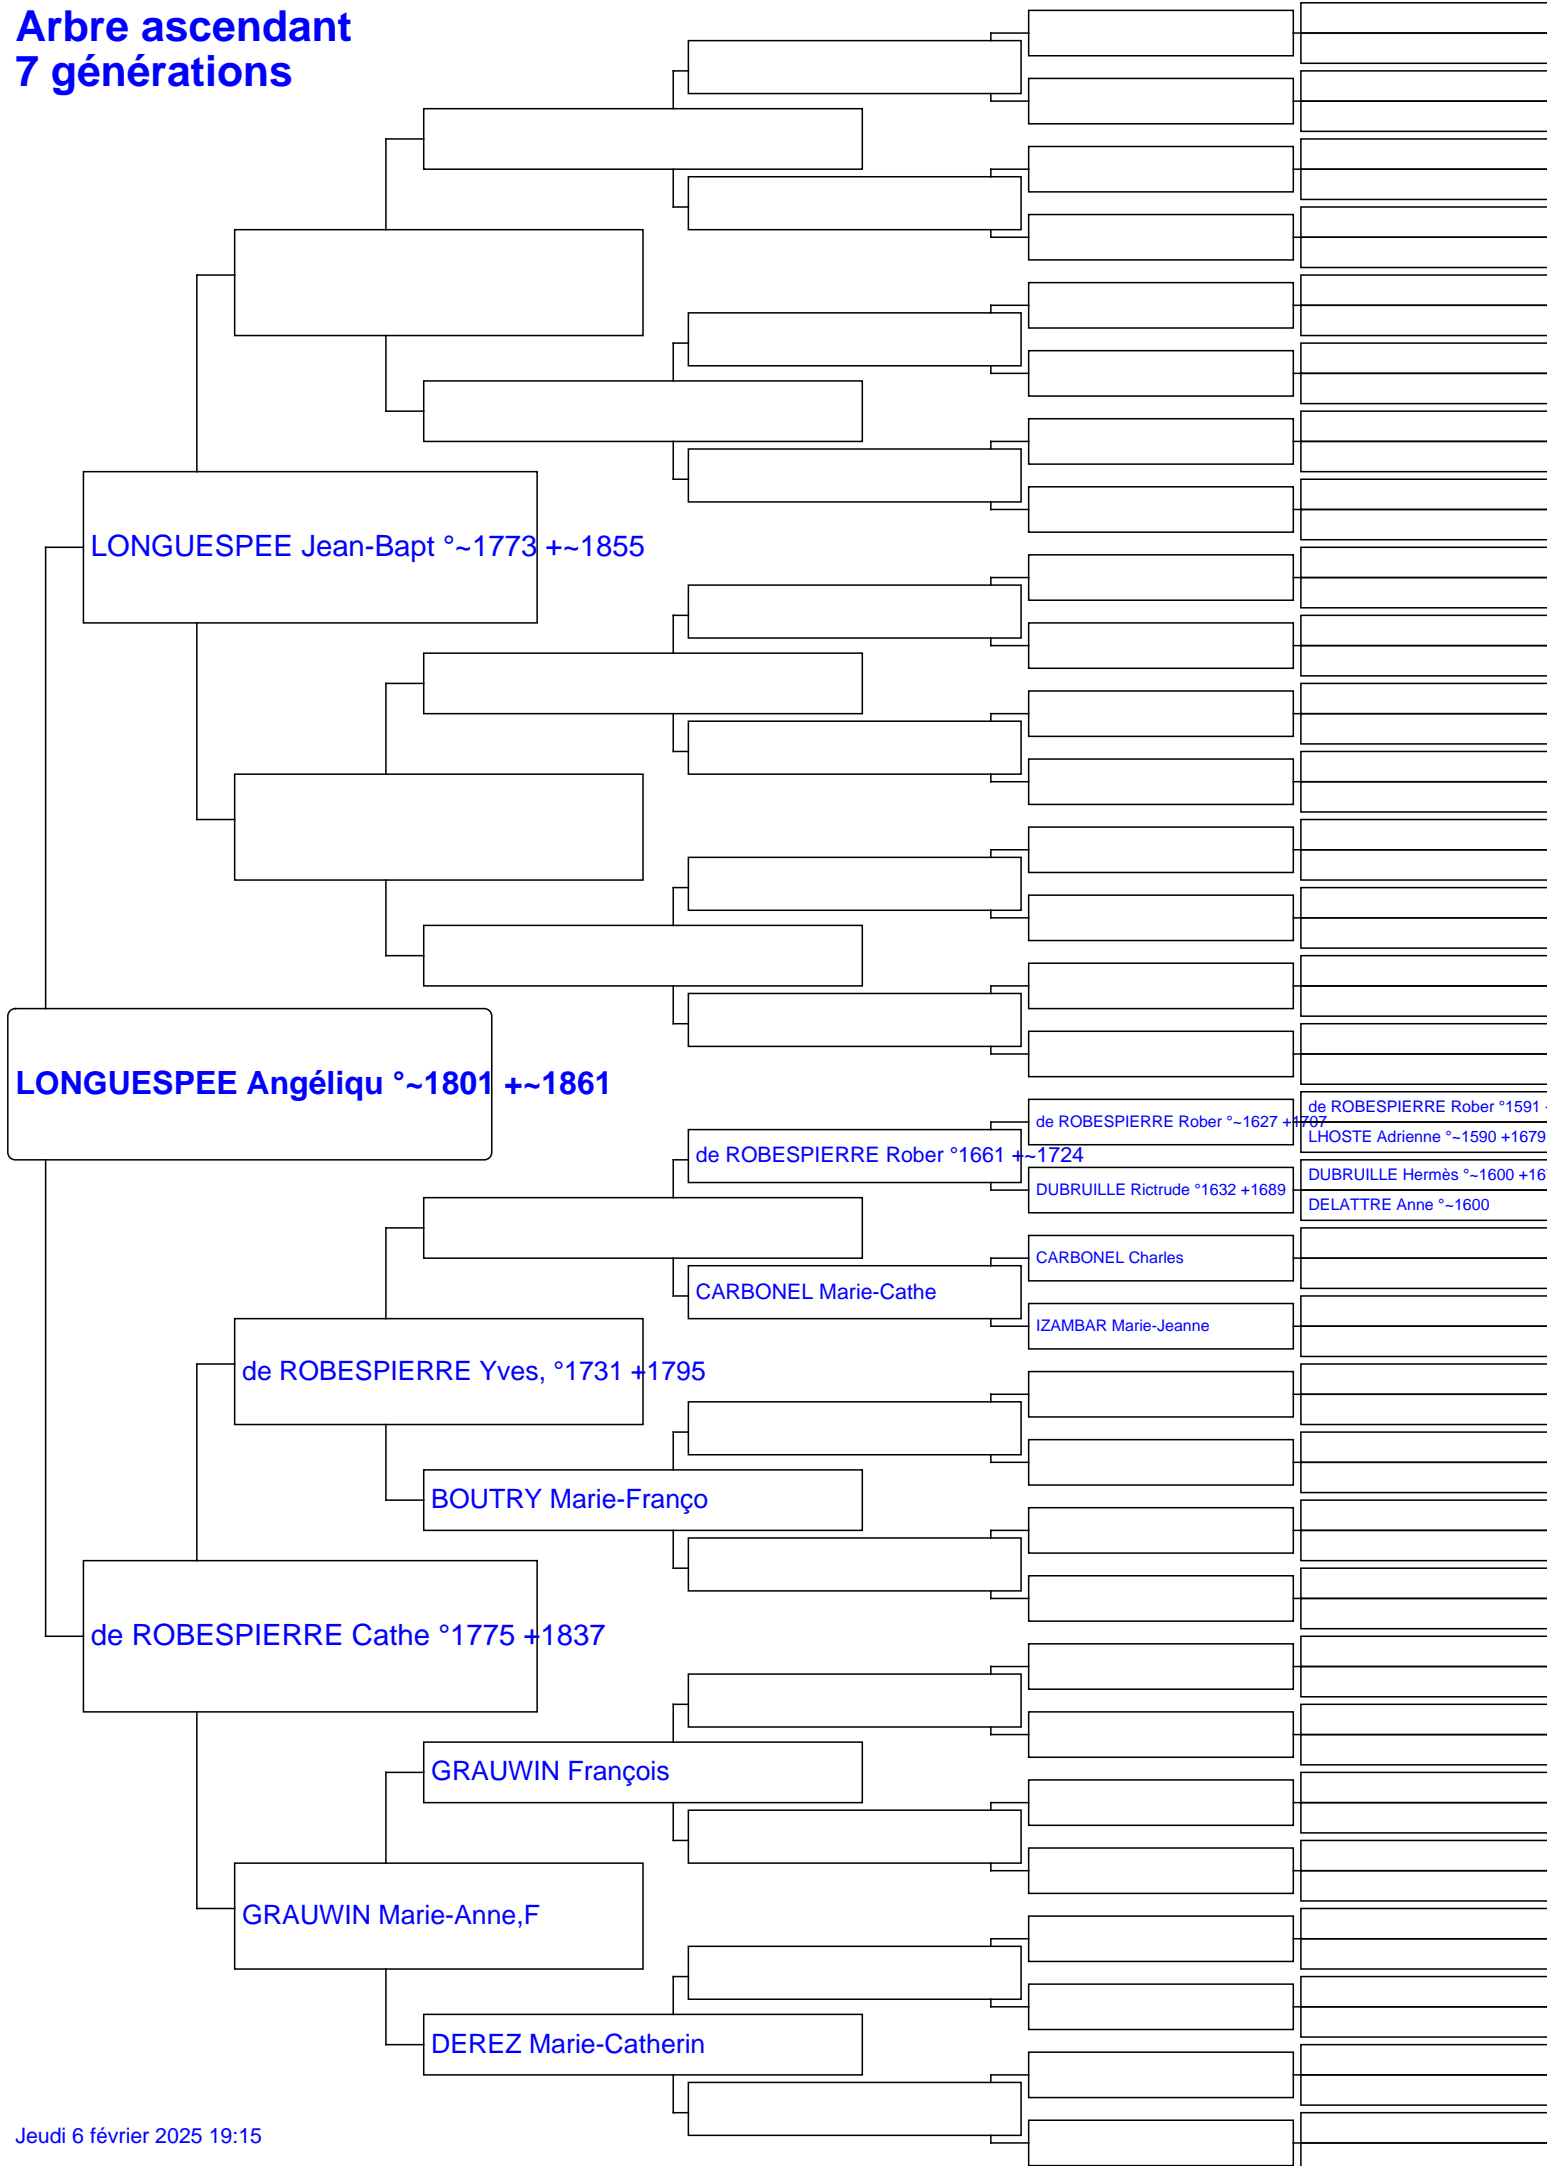 Arbre ascendant
7 générations
LONGUESPEE Jean-Bapt °~1773 +~1855
LONGUESPEE Angéliqu °~1801 +~1861
de ROBESPIERRE Rober °1591
de ROBESPIERRE Rober °~1627 +1707
LHOSTE Adrienne °~1590 +1679
de ROBESPIERRE Rober °1661 +~1724
DUBRUILLE Hermès °~1600
DUBRUILLE Rictrude °1632 +1689
DELATTRE Anne °~1600
CARBONEL Charles
CARBONEL Marie-Cathe
IZAMBAR Marie-Jeanne
de ROBESPIERRE Yves, °1731 +1795
BOUTRY Marie-Franço
de ROBESPIERRE Cathe °1775 +1837
GRAUWIN François
GRAUWIN Marie-Anne,F
DEREZ Marie-Catherin
Jeudi 6 février 2025 19:15